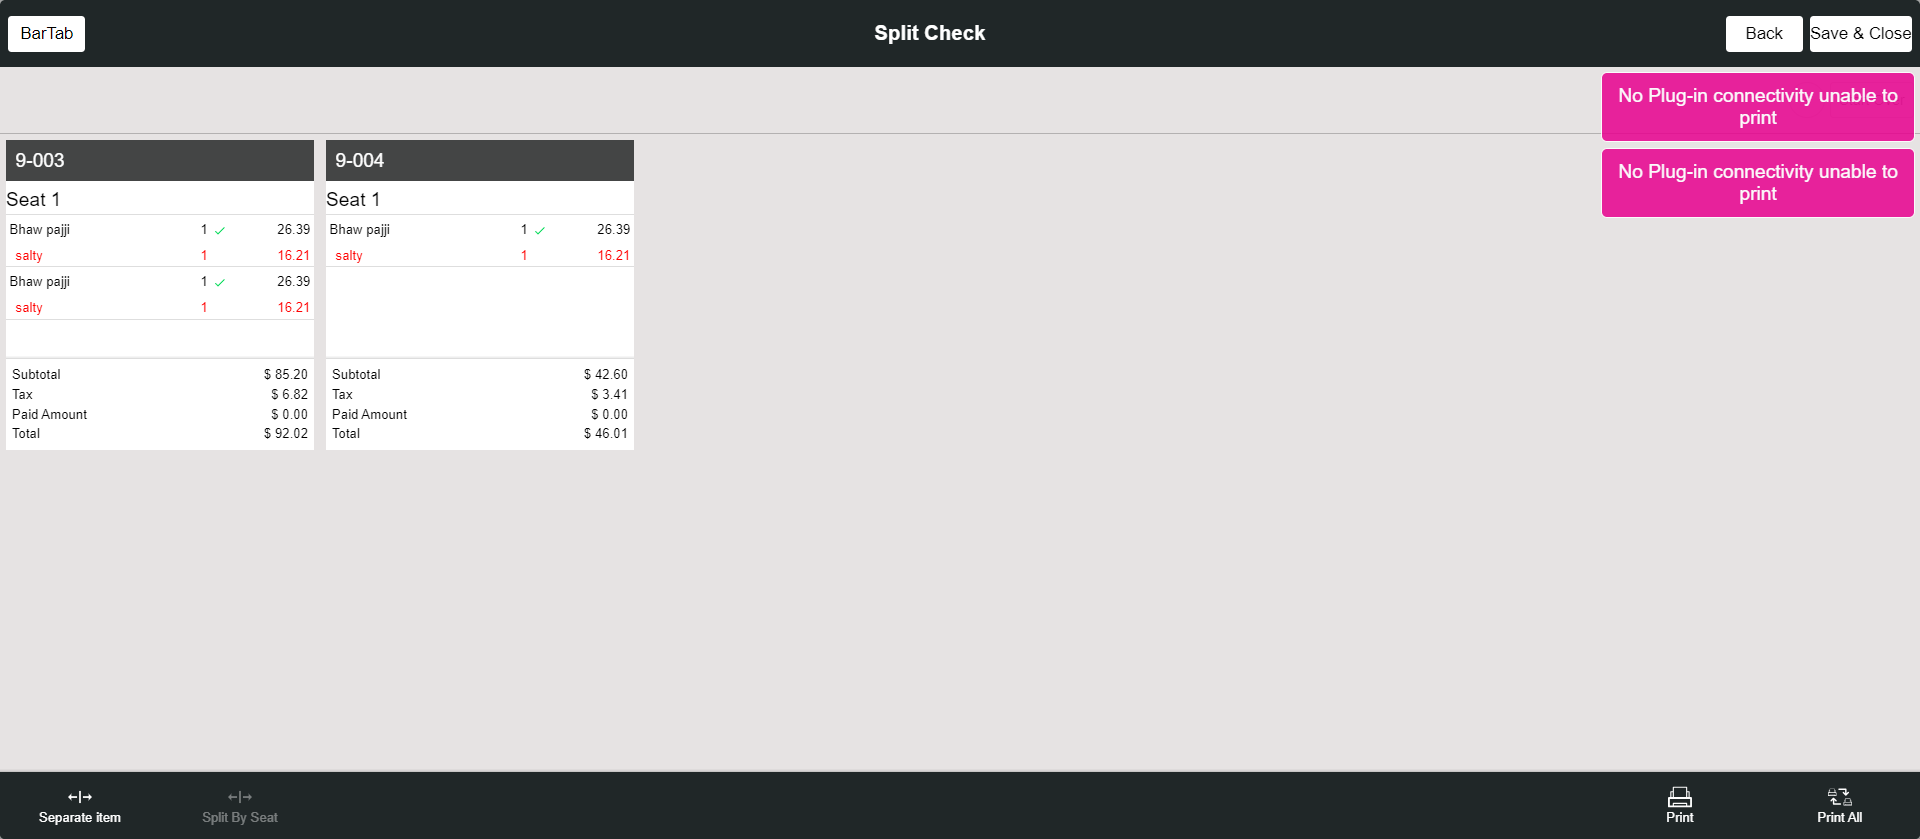 BarTab
Split Check
Back
Save & Close
No Plug-in connectivity unable to
print
No Plug-in connectivity unable to
print
9-003
Seat 1
Bhaw pajji 1 26.39
salty 1 16.21
Bhaw pajji 1 26.39
salty 1 16.21
Subtotal $ 85.20
Tax $ 6.82
Paid Amount $ 0.00
Total $ 92.02
9-004
Seat 1
Bhaw pajji 1 26.39
salty 1 16.21
Subtotal $ 42.60
Tax $ 3.41
Paid Amount $ 0.00
Total $ 46.01
Separate item
Split By Seat
Print
Print All